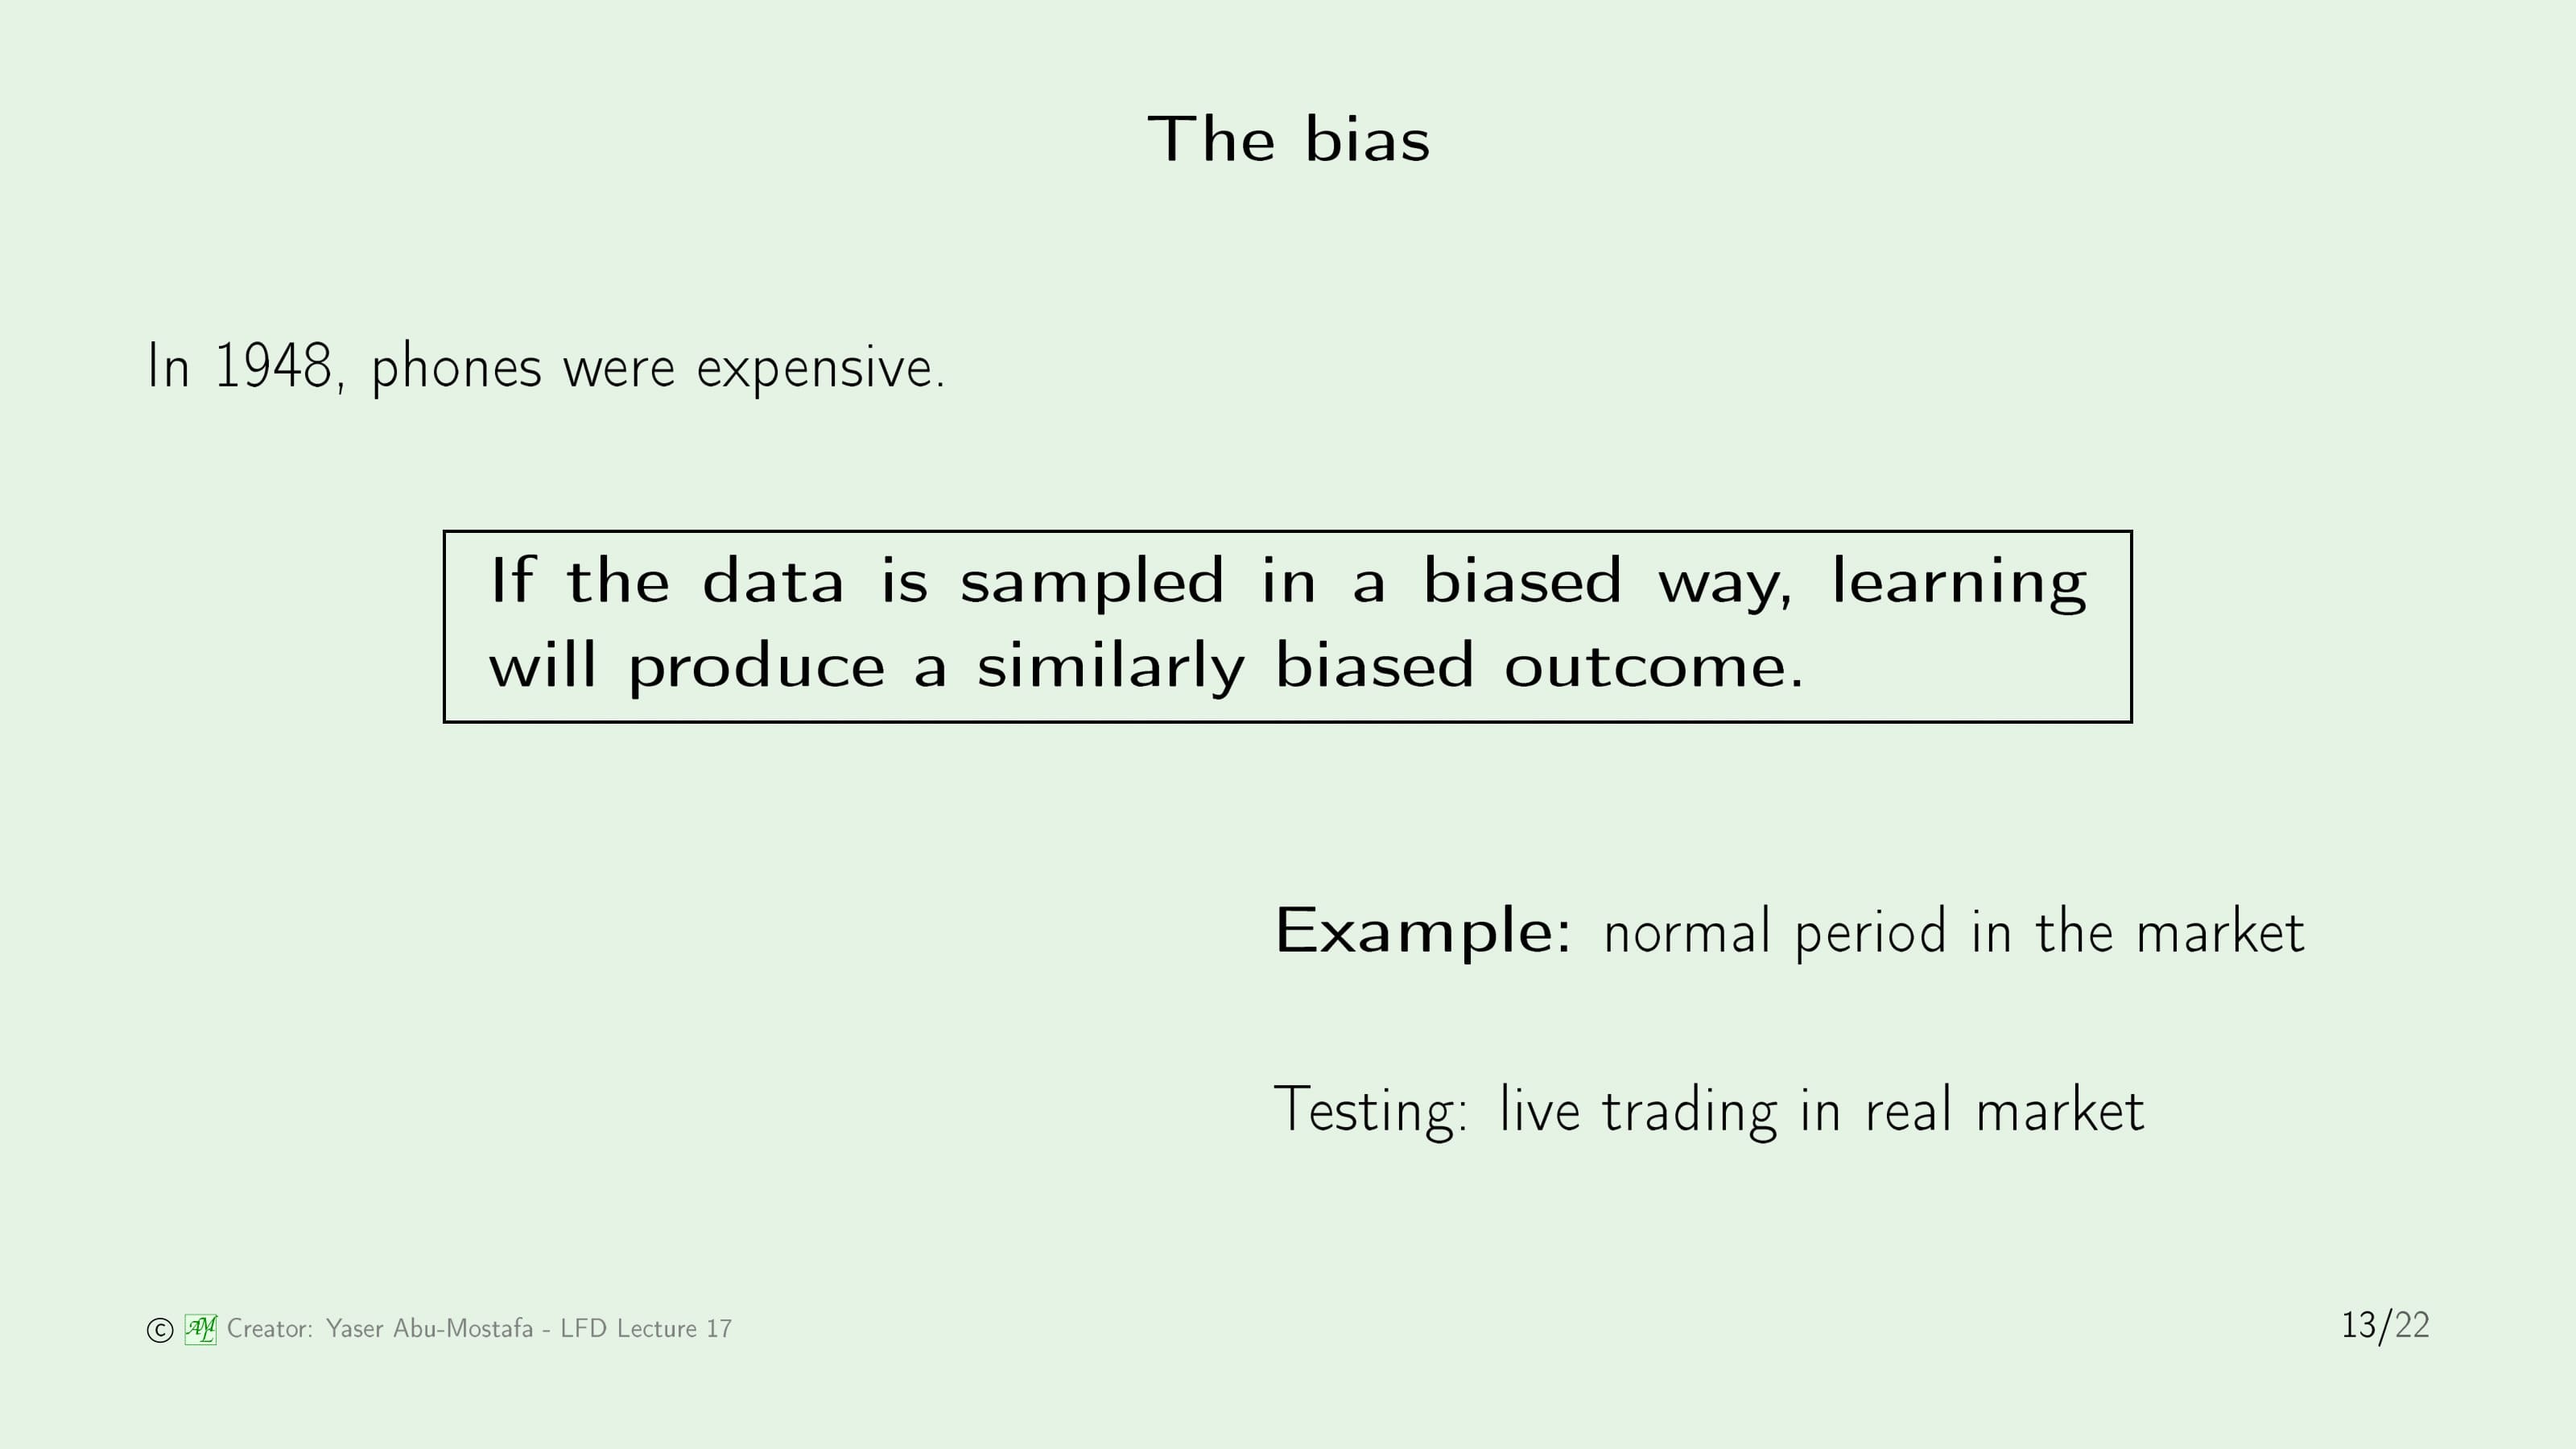 The bias
In 1948, phones were expensive.
If the data is sampled in a biased way, learning
will produce a similarly biased outcome.
Example: normal period in the market
Testing: live trading in real market
© AML Creator: Yaser Abu-Mostafa - LFD Lecture 17
13/22